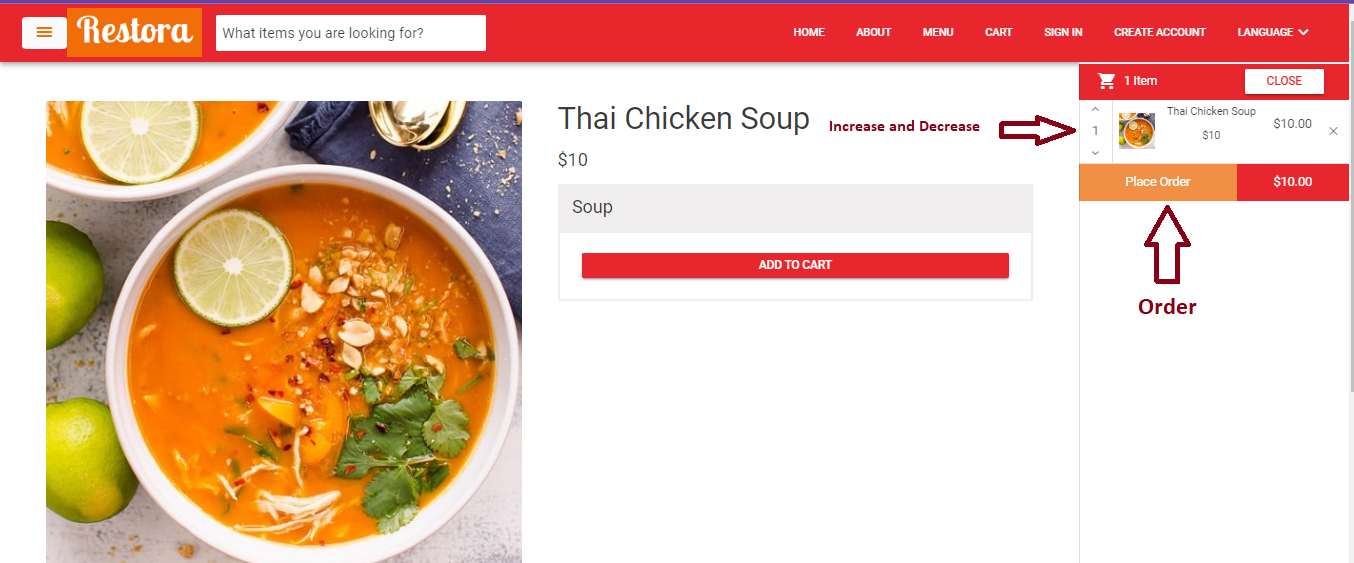 Restora
What items you are looking for?
HOME ABOUT MENU CART SIGN IN CREATE ACCOUNT LANGUAGE
1 Item CLOSE
Thai Chicken Soup
$10
Soup
ADD TO CART
Increase and Decrease
1
Thai Chicken Soup
$10
$10.00
Place Order $10.00
Order